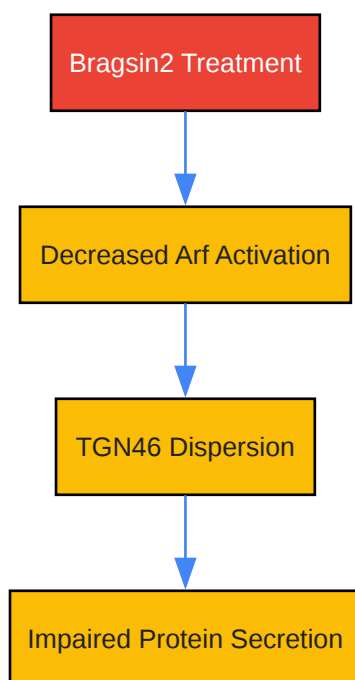 Bragsin2 Treatment
Decreased Arf Activation
TGN46 Dispersion
Impaired Protein Secretion